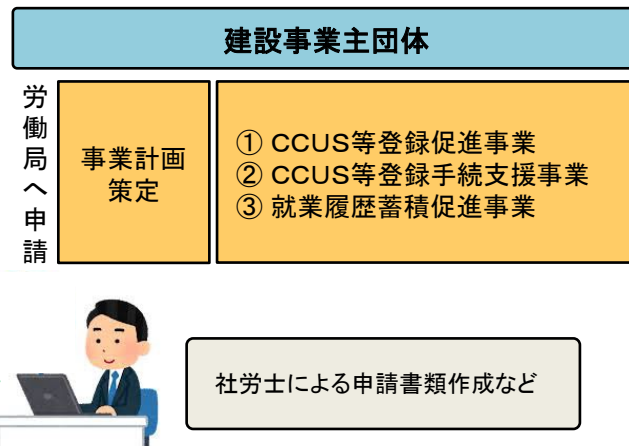 建設事業主団体
労働局へ申請
事業計画
策定
① CCUS等登録促進事業
② CCUS等登録手続支援事業
③ 就業履歴蓄積促進事業
社労士による申請書類作成など